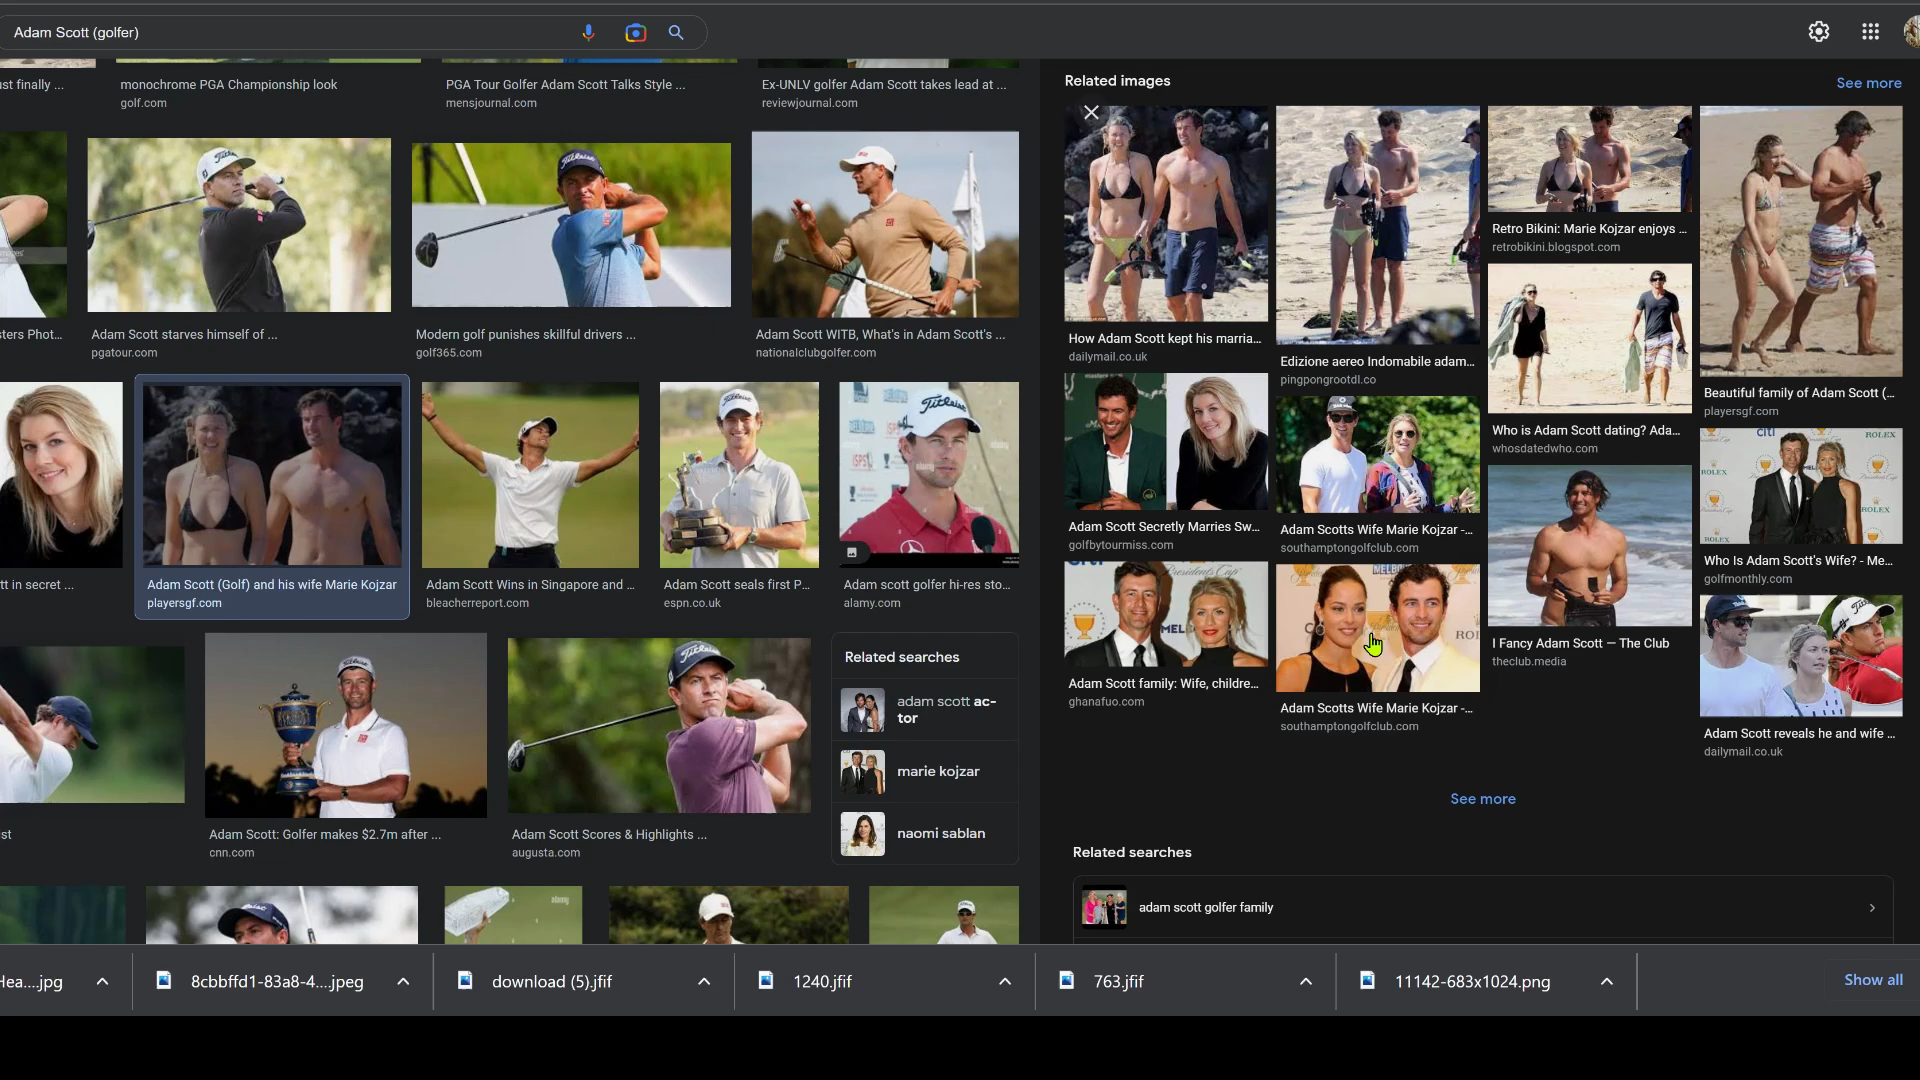 Adam Scott (golfer)
ust finally ...
monochrome PGA Championship look
golf.com
PGA Tour Golfer Adam Scott Talks Style ...
mensjournal.com
Ex-UNLV golfer Adam Scott takes lead at ...
reviewjournal.com
sters Phot...
Adam Scott starves himself of ...
pgatour.com
Modern golf punishes skillful drivers ...
golf365.com
Adam Scott WITB, What's in Adam Scott's ...
nationalclubgolfer.com
tt in secret ...
Adam Scott (Golf) and his wife Marie Kojzar
playersgf.com
Adam Scott Wins in Singapore and ...
bleacherreport.com
Adam Scott seals first P...
espn.co.uk
Titleist
Adam scott golfer hi-res sto...
alamy.com
st
Adam Scott: Golfer makes $2.7m after ...
cnn.com
Adam Scott Scores & Highlights ...
augusta.com
Related searches
adam scott ac-
tor
marie kojzar
naomi sablan
Related images
See more
How Adam Scott kept his marria...
dailymail.co.uk
Edizione aereo Indomabile adam...
pingpongrootdl.co
Retro Bikini: Marie Kojzar enjoys ...
retrobikini.blogspot.com
Who is Adam Scott dating? Ada...
whosdatedwho.com
Beautiful family of Adam Scott (...
playersgf.com
Adam Scott Secretly Marries Sw...
golfbytourmiss.com
Adam Scotts Wife Marie Kojzar -...
southamptongolfclub.com
citi
ROLEX
Who Is Adam Scott's Wife? - Me...
golfmonthly.com
Presidents Cup
MEL
Adam Scott family: Wife, childre...
ghanafuo.com
Adam Scotts Wife Marie Kojzar -...
southamptongolfclub.com
I Fancy Adam Scott — The Club
theclub.media
Adam Scott reveals he and wife ...
dailymail.co.uk
See more
Related searches
adam scott golfer family
Hea....jpg
8cbbffd1-83a8-4....jpeg
download (5).jfif
1240.jfif
763.jfif
11142-683x1024.png
Show all